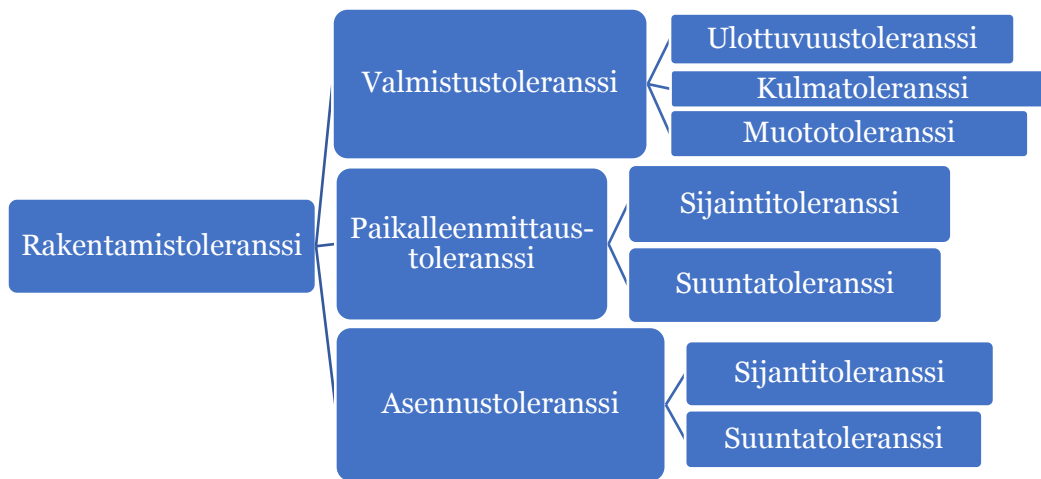 Rakentamistoleranssi
Valmistustoleranssi
Ulottuvuustoleranssi
Kulmatoleranssi
Muototoleranssi
Paikalleenmittaus-
toleranssi
Sijaintitoleranssi
Suuntatoleranssi
Asennustoleranssi
Sijantitoleranssi
Suuntatoleranssi